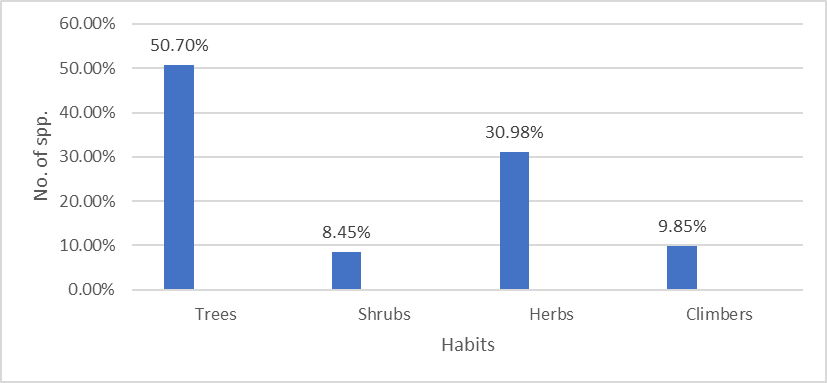 60.00%
50.70%
50.00%
40.00%
30.98%
30.00%
20.00%
8.45%
9.85%
10.00%
0.00%
No. of spp.
Trees
Shrubs
Herbs
Climbers
Habits